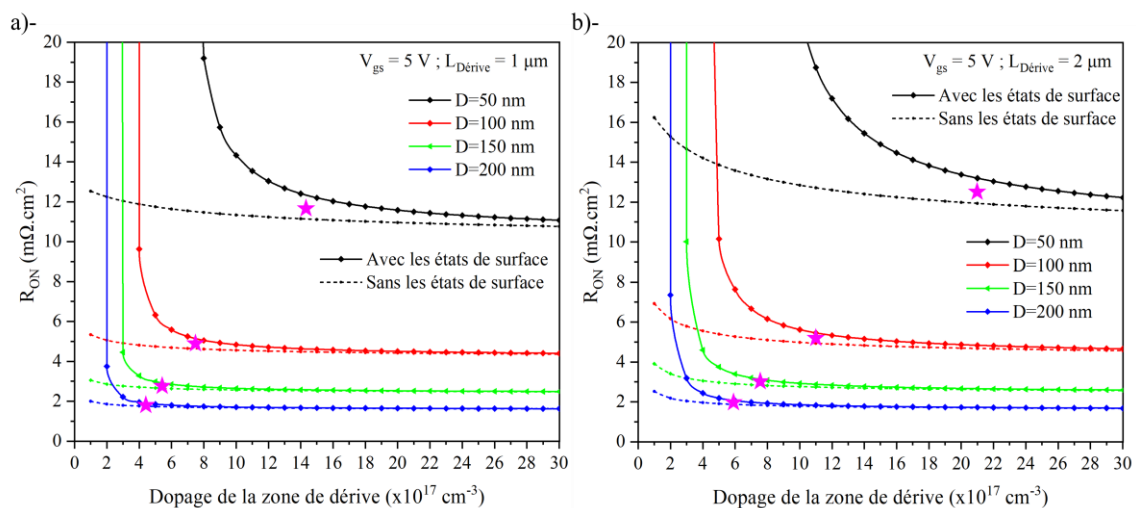 a)-
20
18
16
14
12
10
8
6
4
2
0
R_ON (mΩ.cm²)
V_gs = 5 V ; L_Dérive = 1 μm
D=50 nm
D=100 nm
D=150 nm
D=200 nm
Avec les états de surface
Sans les états de surface
0 2 4 6 8 10 12 14 16 18 20 22 24 26 28 30
Dopage de la zone de dérive (x10¹⁷ cm⁻³)
b)-
20
18
16
14
12
10
8
6
4
2
0
R_ON (mΩ.cm²)
V_gs = 5 V ; L_Dérive = 2 μm
Avec les états de surface
Sans les états de surface
D=50 nm
D=100 nm
D=150 nm
D=200 nm
0 2 4 6 8 10 12 14 16 18 20 22 24 26 28 30
Dopage de la zone de dérive (x10¹⁷ cm⁻³)